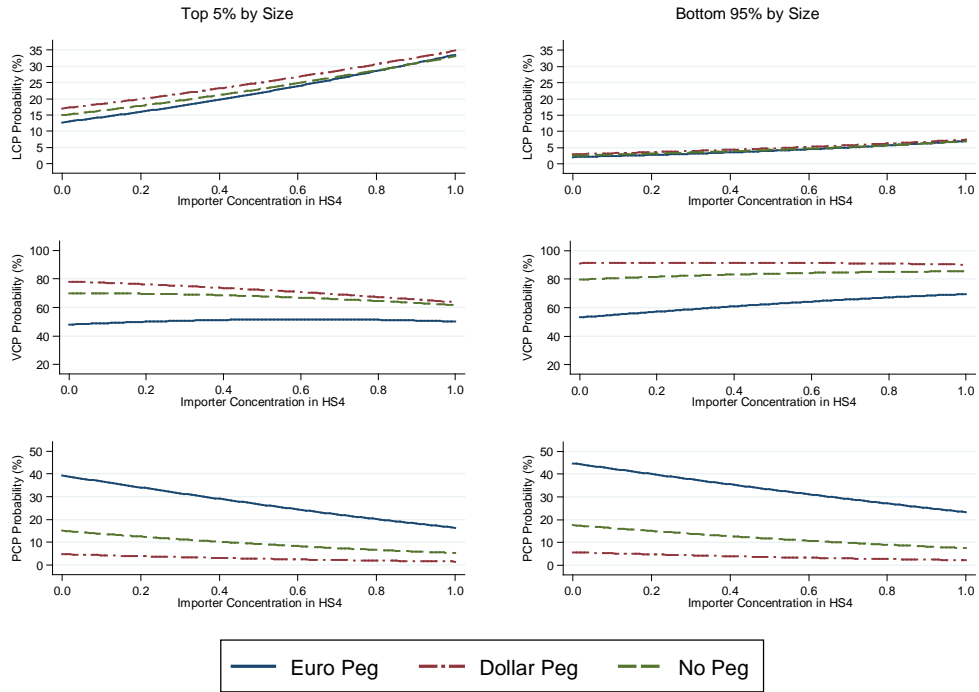 Top 5% by Size
Bottom 95% by Size
LCP Probability (%)
35
30
25
20
15
10
5
0
0.0 0.2 0.4 0.6 0.8 1.0
Importer Concentration in HS4
LCP Probability (%)
35
30
25
20
15
10
5
0
0.0 0.2 0.4 0.6 0.8 1.0
Importer Concentration in HS4
VCP Probability (%)
100
80
60
40
20
0.0 0.2 0.4 0.6 0.8 1.0
Importer Concentration in HS4
VCP Probability (%)
100
80
60
40
20
0.0 0.2 0.4 0.6 0.8 1.0
Importer Concentration in HS4
PCP Probability (%)
50
40
30
20
10
0
0.0 0.2 0.4 0.6 0.8 1.0
Importer Concentration in HS4
PCP Probability (%)
50
40
30
20
10
0
0.0 0.2 0.4 0.6 0.8 1.0
Importer Concentration in HS4
Euro Peg Dollar Peg No Peg